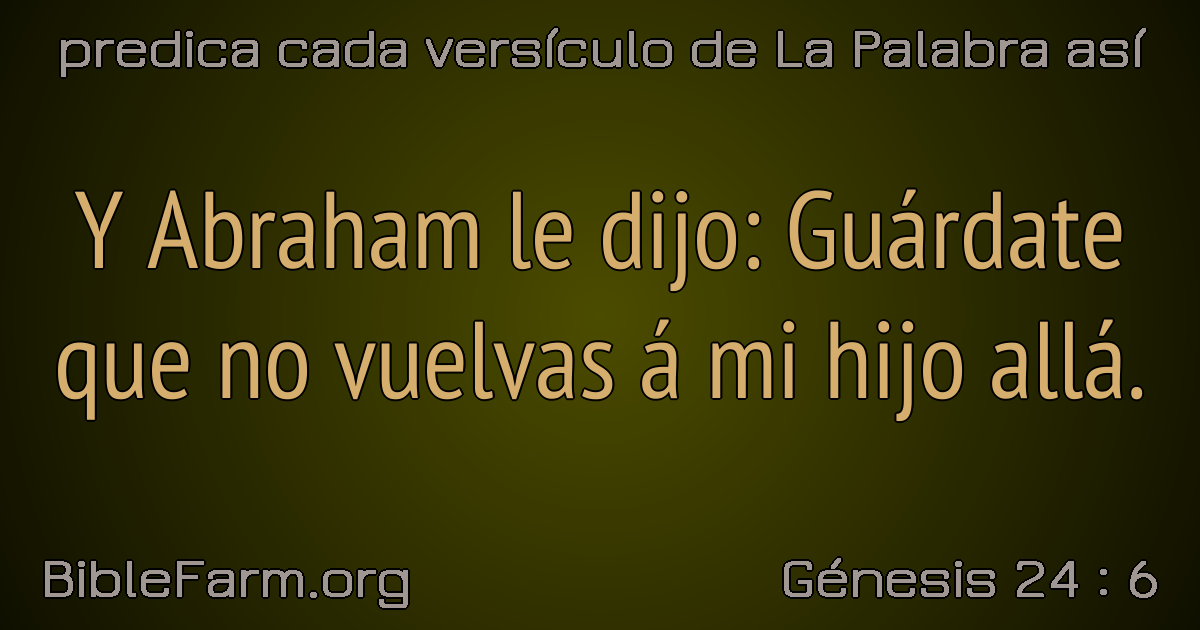 predica cada versículo de La Palabra así
Y Abraham le dijo: Guárdate
que no vuelvas á mi hijo allá.
BibleFarm.org
Génesis 24 : 6